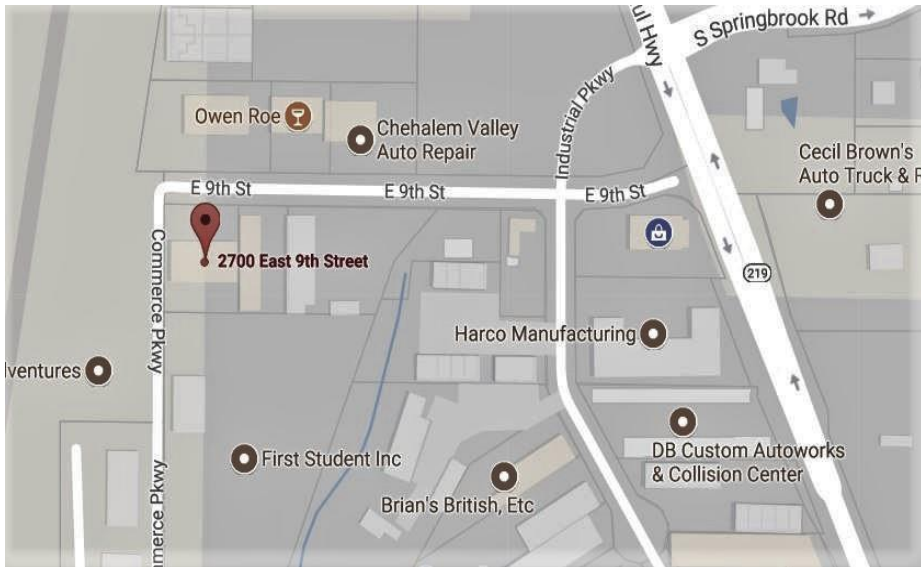 S Springbrook Rd
ul Hwy
Industrial Pkwy
Owen Roe
Chehalem Valley
Auto Repair
Cecil Brown's
Auto Truck & R
E 9th St
E 9th St
E 9th St
Commerce Pkwy
2700 East 9th Street
219
Harco Manufacturing
lventures
First Student Inc
DB Custom Autoworks
& Collision Center
Brian's British, Etc
nmerce Pkwy